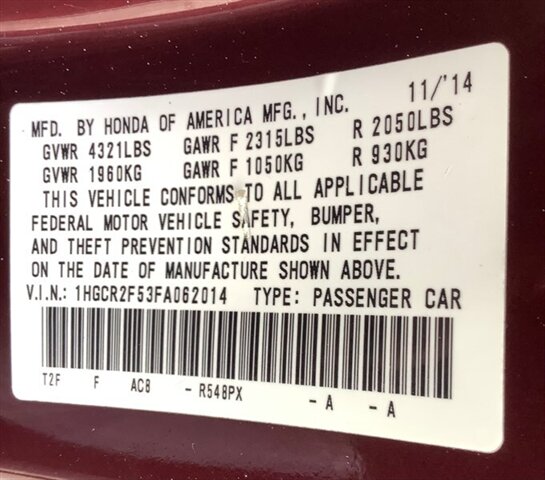 MFD. BY HONDA OF AMERICA MFG., INC. 11/'14
GVWR 4321LBS GAWR F 2315LBS R 2050LBS
GVWR 1960KG GAWR F 1050KG R 930KG
THIS VEHICLE CONFORMS TO ALL APPLICABLE
FEDERAL MOTOR VEHICLE SAFETY, BUMPER,
AND THEFT PREVENTION STANDARDS IN EFFECT
ON THE DATE OF MANUFACTURE SHOWN ABOVE.
V.I.N.: 1HGCR2F53FA062014 TYPE: PASSENGER CAR
T2F F AC8 - R548PX - A - A